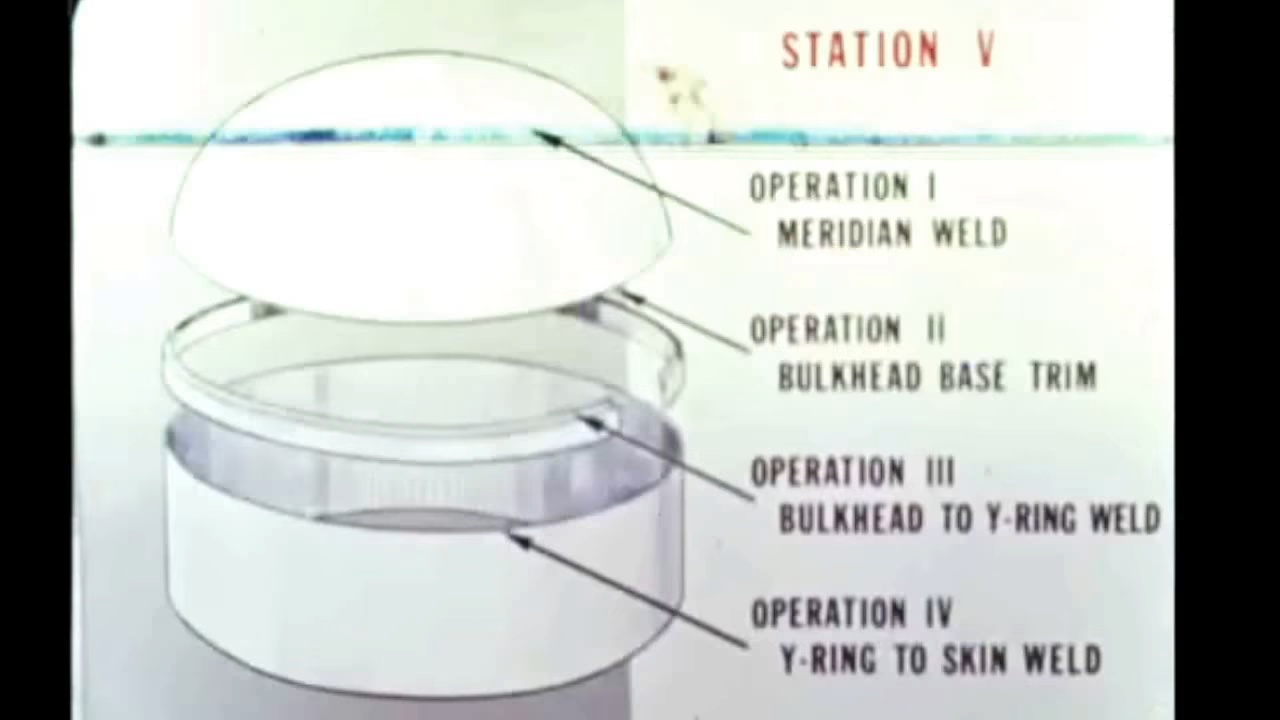 STATION V
OPERATION I
MERIDIAN WELD
OPERATION II
BULKHEAD BASE TRIM
OPERATION III
BULKHEAD TO Y-RING WELD
OPERATION IV
Y-RING TO SKIN WELD